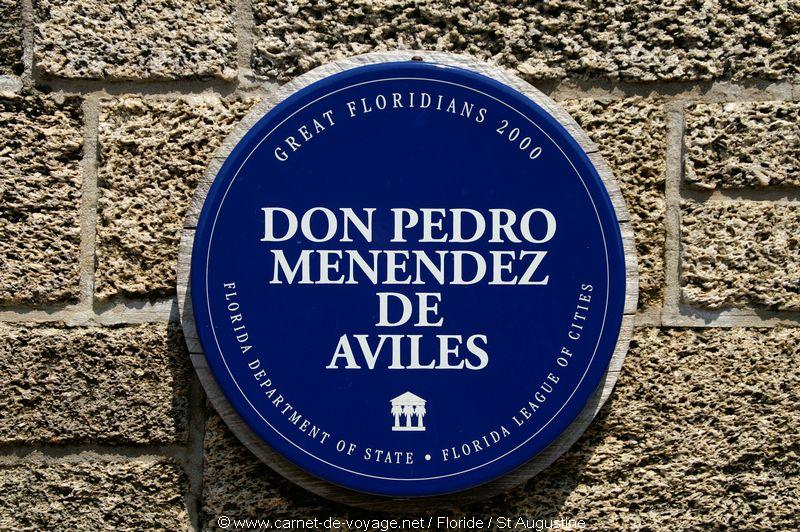 GREAT FLORIDIANS 2000
DON PEDRO
MENENDEZ
DE
AVILES
FLORIDA DEPARTMENT OF STATE • FLORIDA LEAGUE OF CITIES
© www.carnet-de-voyage.net / Floride / St Augustine